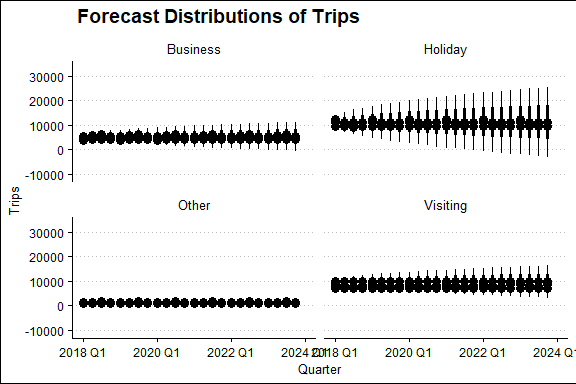 Forecast Distributions of Trips
Business
Holiday
30000
20000
10000
0
-10000
Trips
Other
Visiting
30000
20000
10000
0
-10000
2018 Q1
2020 Q1
2022 Q1
2024 Q1
2018 Q1
2020 Q1
2022 Q1
2024 Q1
Quarter